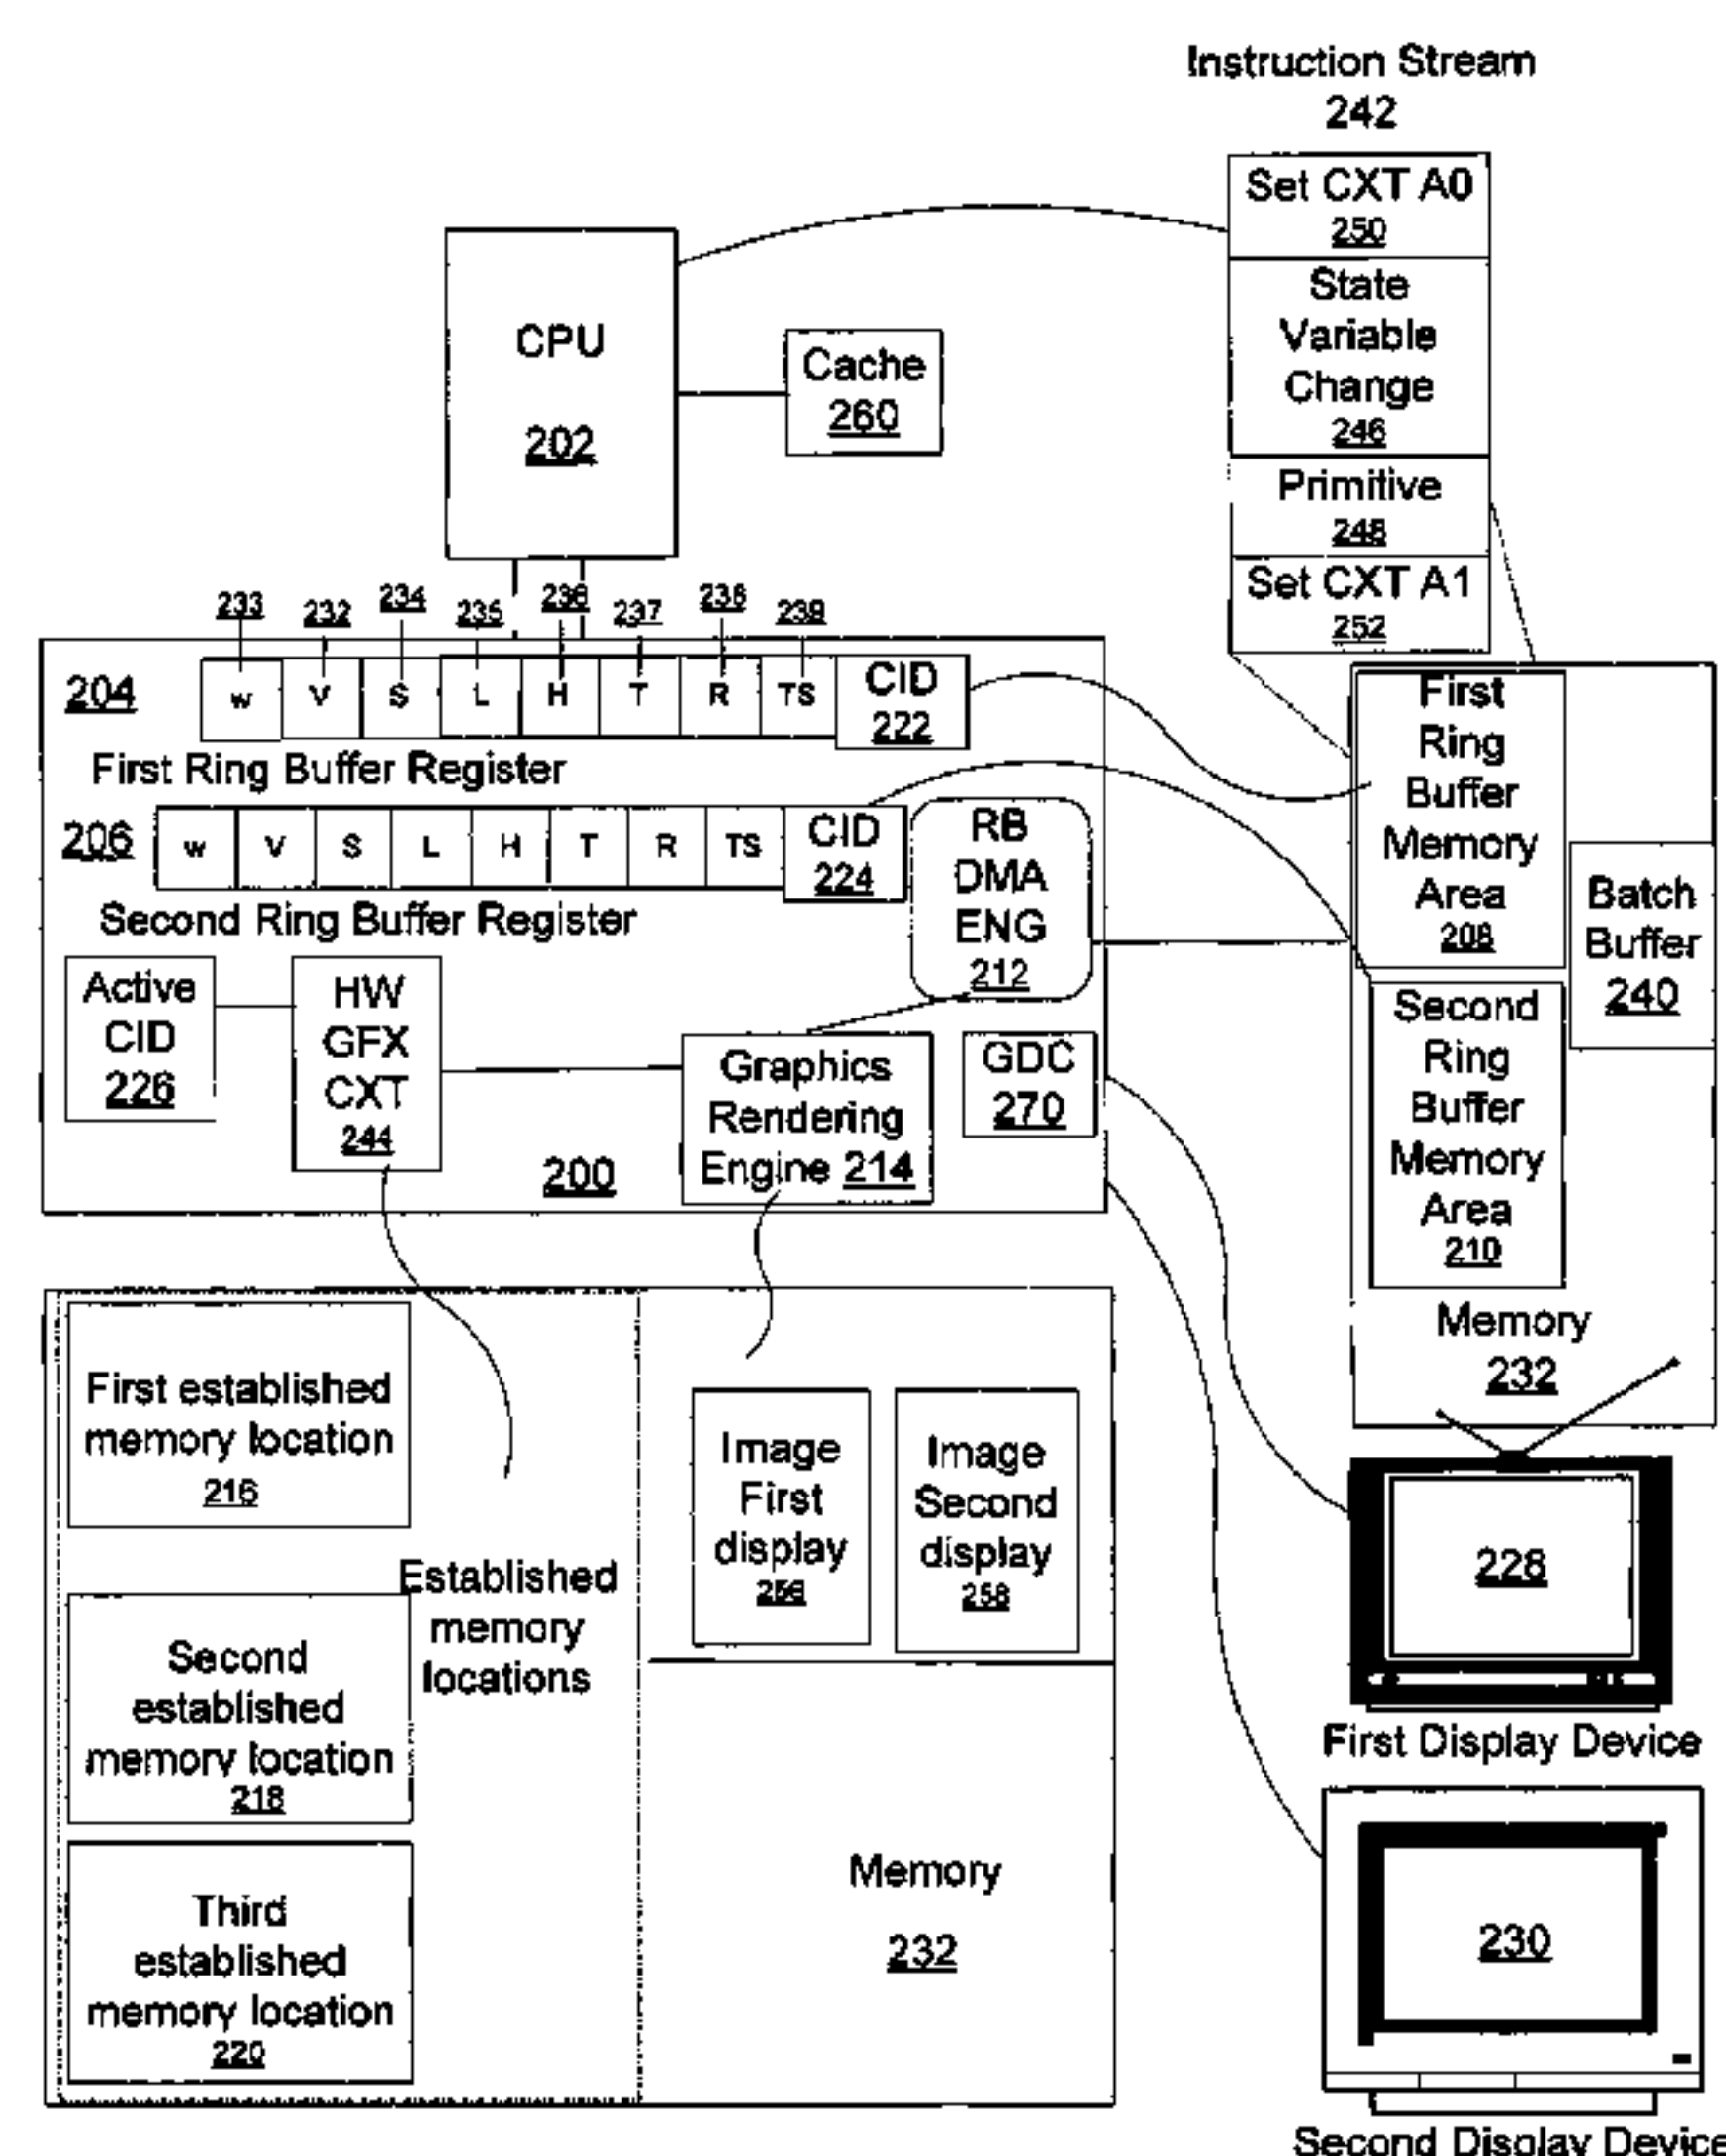 Instruction Stream
242
Set CXT A0
250
State
Variable
Change
246
Primitive
248
Set CXT A1
252
CPU
202
Cache
260
233 232 234 235 236 237 238 239
204
w V S L H T R TS
CID
222
First Ring Buffer Register
206
w V S L H T R TS
CID
224
Second Ring Buffer Register
RB
DMA
ENG
212
Active
CID
226
HW
GFX
CXT
244
Graphics
Rendering
Engine 214
GDC
270
200
First
Ring
Buffer
Memory
Area
208
Batch
Buffer
240
Second
Ring
Buffer
Memory
Area
210
Memory
232
First established
memory location
216
Second
established
memory location
218
Third
established
memory location
220
Established
memory
locations
Image
First
display
256
Image
Second
display
258
Memory
232
228
First Display Device
230
Second Display Device